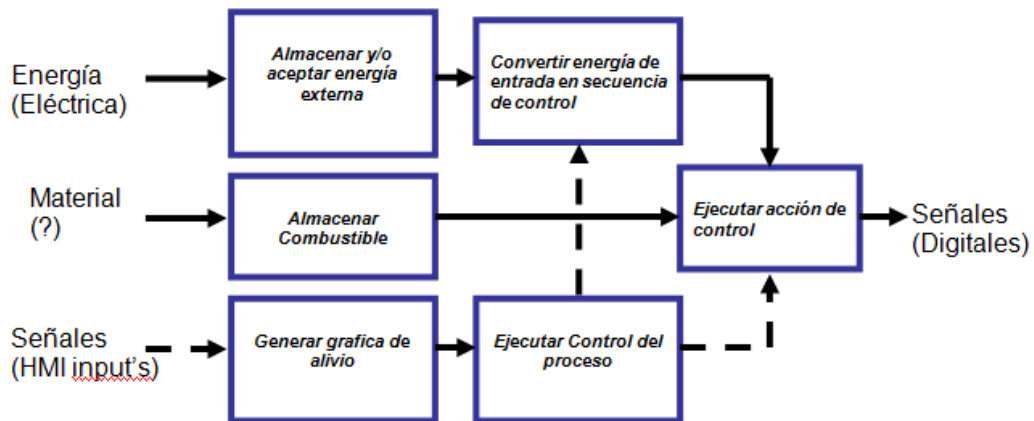 Energía
(Eléctrica)
Almacenar y/o
aceptar energía
externa
Convertir energía de
entrada en secuencia
de control
Material
(?)
Almacenar
Combustible
Ejecutar acción de
control
Señales
(Digitales)
Señales
(HMI input's)
Generar grafica de
alivio
Ejecutar Control del
proceso